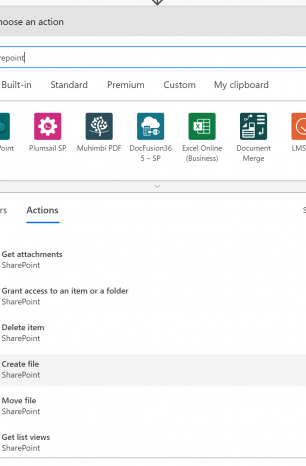 hoose an action
repoint
Built-in Standard Premium Custom My clipboard
Point Plumsail SP Muhimbi PDF DocFusion36 Excel Online Document LMS
5 – SP (Business) Merge
rs Actions S
Get attachments
SharePoint
Grant access to an item or a folder
SharePoint
Delete item
SharePoint
Create file
SharePoint
Move file
SharePoint
Get list views
SharePoint